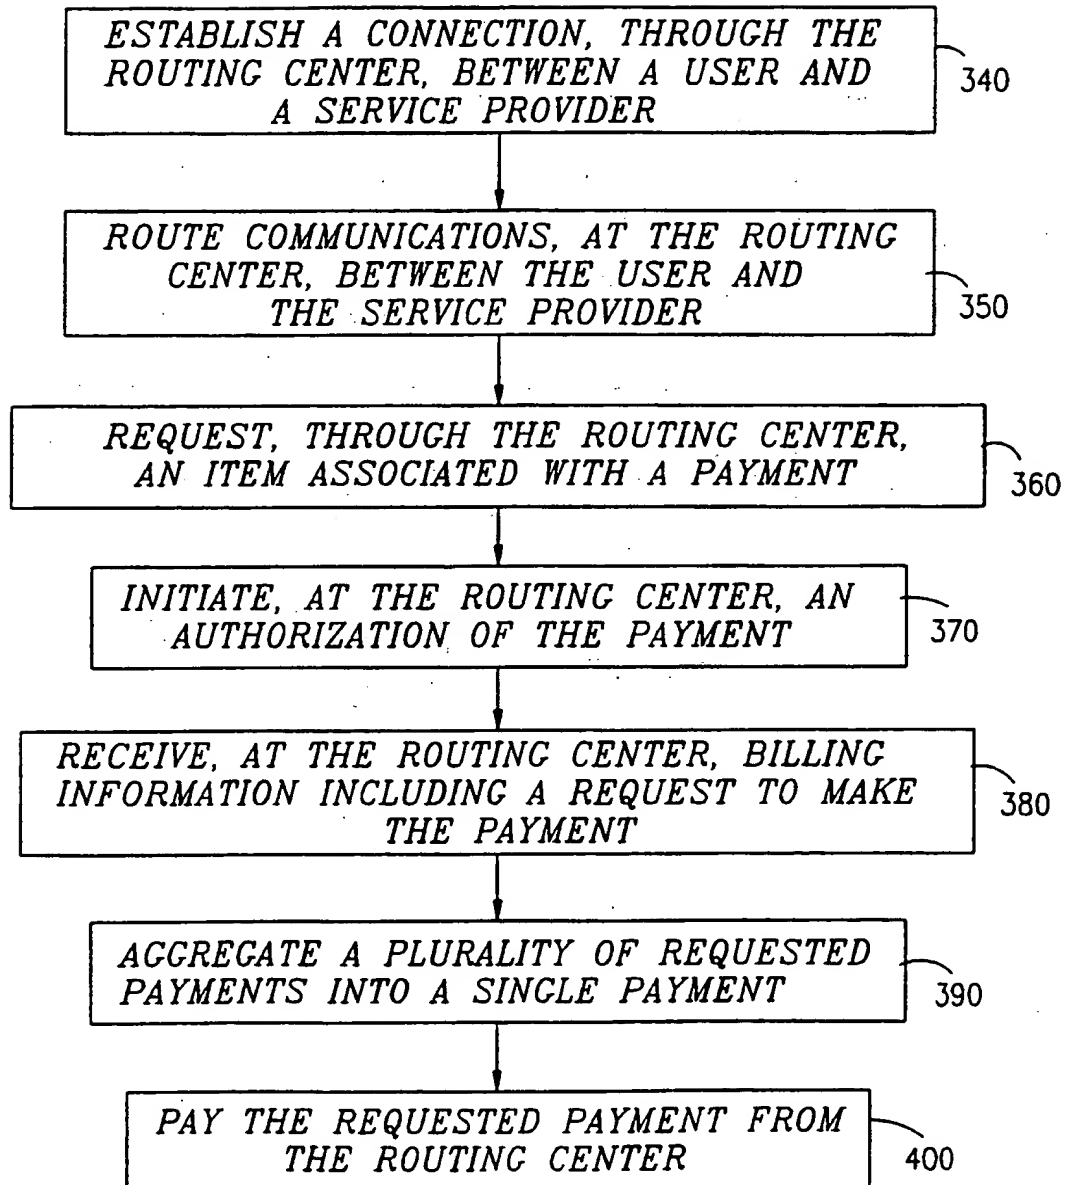 ESTABLISH A CONNECTION, THROUGH THE
ROUTING CENTER, BETWEEN A USER AND
A SERVICE PROVIDER
340
ROUTE COMMUNICATIONS, AT THE ROUTING
CENTER, BETWEEN THE USER AND
THE SERVICE PROVIDER
350
REQUEST, THROUGH THE ROUTING CENTER,
AN ITEM ASSOCIATED WITH A PAYMENT
360
INITIATE, AT THE ROUTING CENTER, AN
AUTHORIZATION OF THE PAYMENT
370
RECEIVE, AT THE ROUTING CENTER, BILLING
INFORMATION INCLUDING A REQUEST TO MAKE
THE PAYMENT
380
AGGREGATE A PLURALITY OF REQUESTED
PAYMENTS INTO A SINGLE PAYMENT
390
PAY THE REQUESTED PAYMENT FROM
THE ROUTING CENTER
400